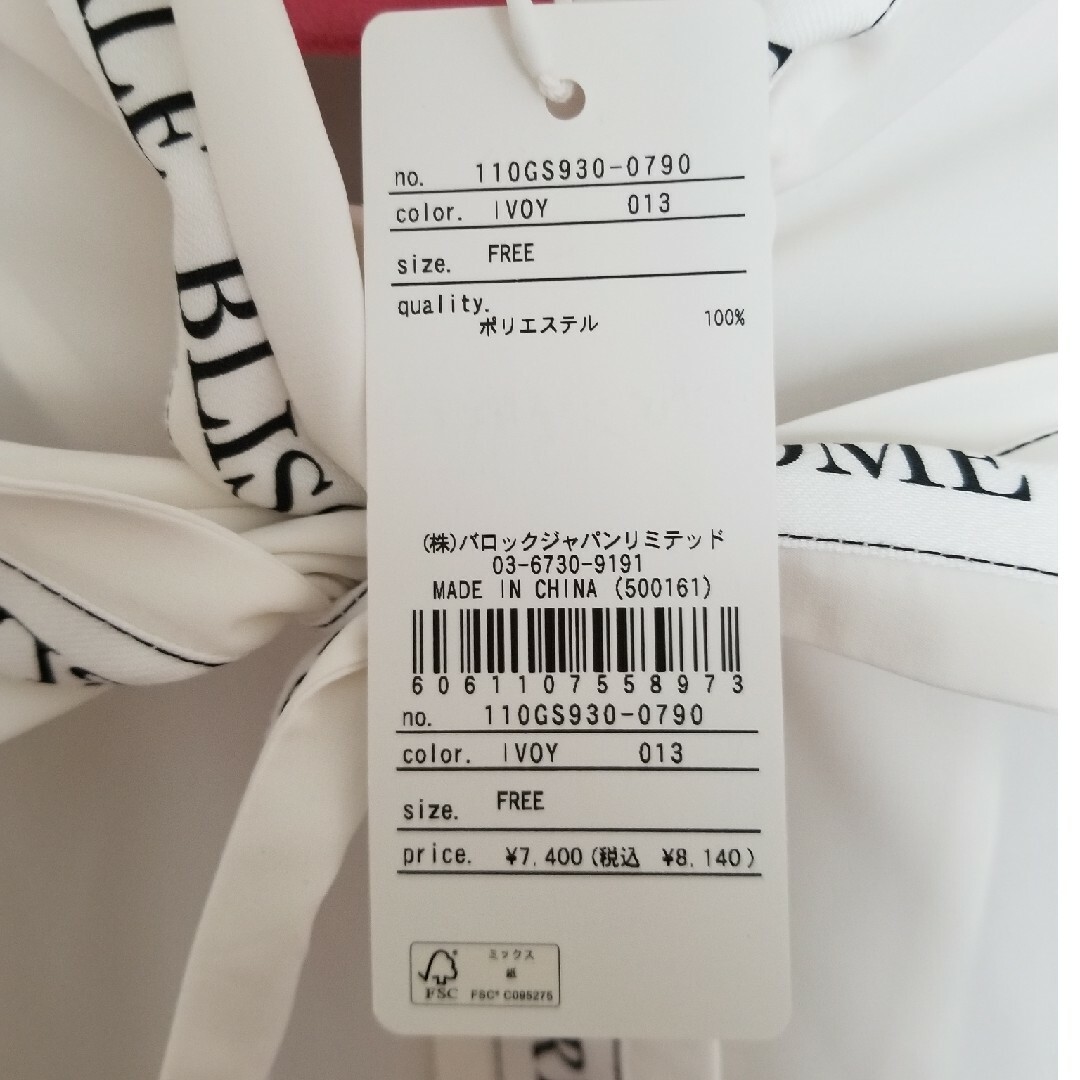 no. 110GS930-0790
color. IVOY 013
size. FREE
quality.
ポリエステル 100%
(株)バロックジャパンリミテッド
03-6730-9191
MADE IN CHINA (500161)
6061107558973
no. 110GS930-0790
color. IVOY 013
size. FREE
price. ¥7,400(税込 ¥8,140)
ミックス
紙
FSC
FSC® C095275
BLIS
OME